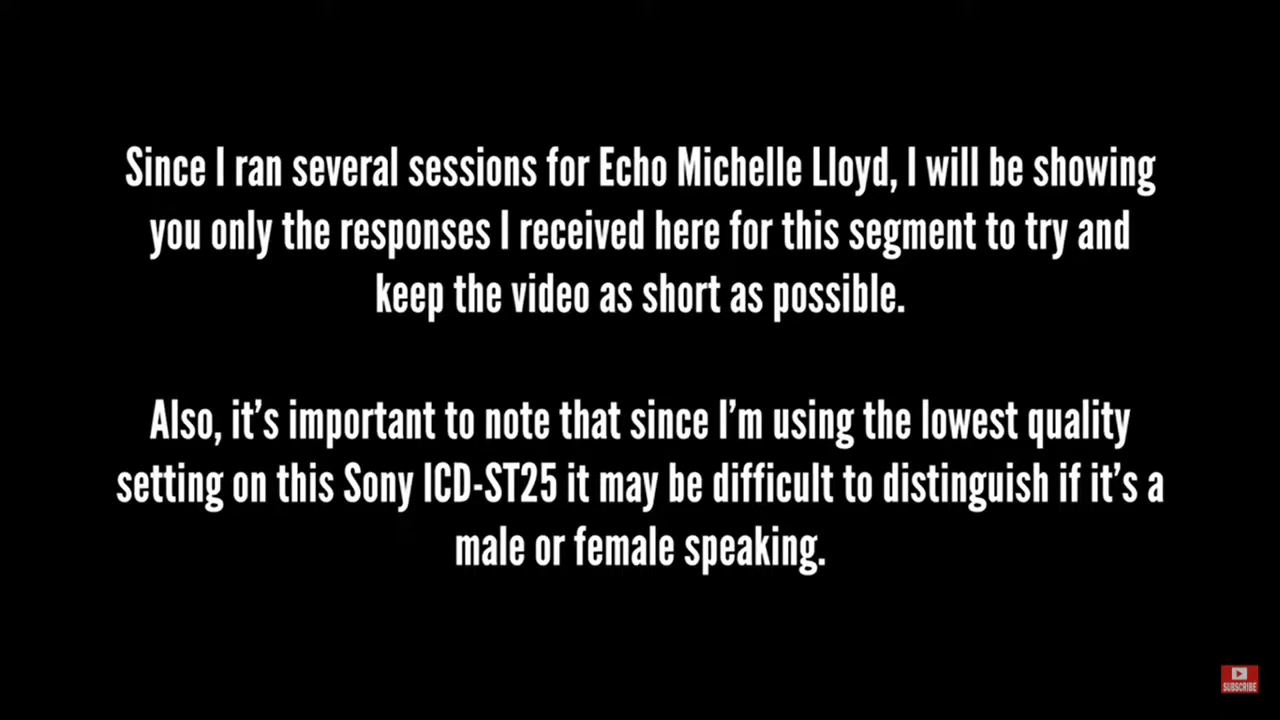 Since I ran several sessions for Echo Michelle Lloyd, I will be showing
you only the responses I received here for this segment to try and
keep the video as short as possible.
Also, it's important to note that since I'm using the lowest quality
setting on this Sony ICD-ST25 it may be difficult to distinguish if it's a
male or female speaking.
SUBSCRIBE